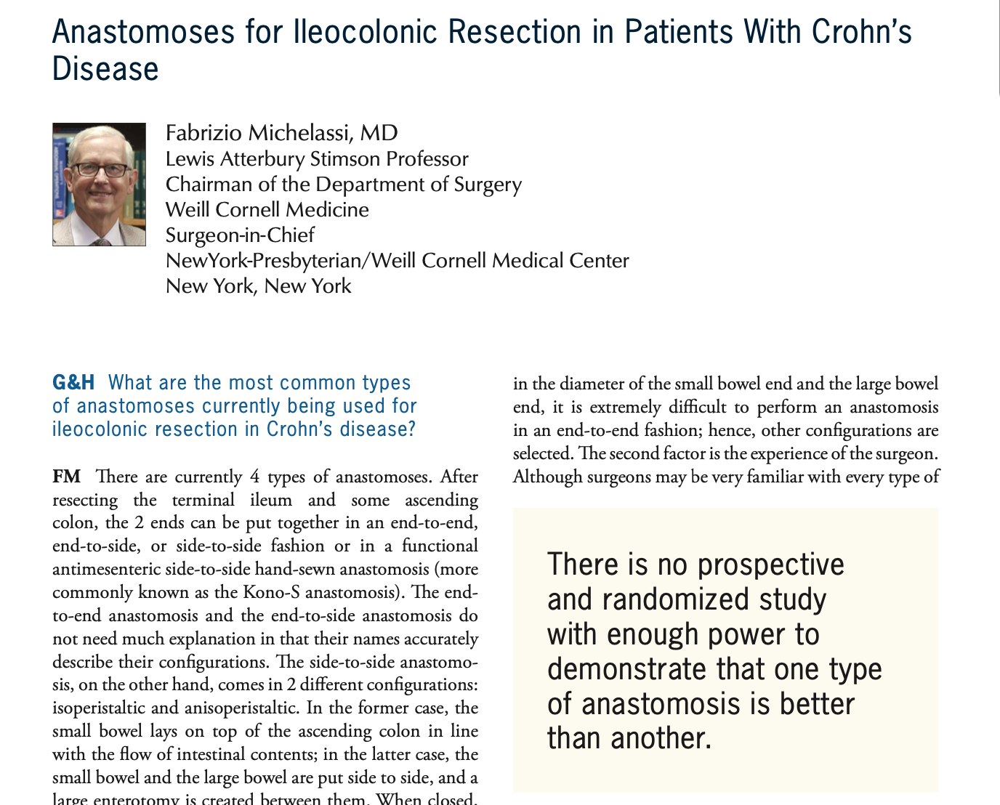 Anastomoses for Ileocolonic Resection in Patients With Crohn’s
Disease
Fabrizio Michelassi, MD
Lewis Atterbury Stimson Professor
Chairman of the Department of Surgery
Weill Cornell Medicine
Surgeon-in-Chief
NewYork-Presbyterian/Weill Cornell Medical Center
New York, New York
G&H What are the most common types
of anastomoses currently being used for
ileocolonic resection in Crohn’s disease?
FM There are currently 4 types of anastomoses. After
resecting the terminal ileum and some ascending
colon, the 2 ends can be put together in an end-to-end,
end-to-side, or side-to-side fashion or in a functional
antimesenteric side-to-side hand-sewn anastomosis (more
commonly known as the Kono-S anastomosis). The end-
to-end anastomosis and the end-to-side anastomosis do
not need much explanation in that their names accurately
describe their configurations. The side-to-side anastomo-
sis, on the other hand, comes in 2 different configurations:
isoperistaltic and anisoperistaltic. In the former case, the
small bowel lays on top of the ascending colon in line
with the flow of intestinal contents; in the latter case, the
small bowel and the large bowel are put side to side, and a
large enterotomy is created between them. When closed,
in the diameter of the small bowel end and the large bowel
end, it is extremely difficult to perform an anastomosis
in an end-to-end fashion; hence, other configurations are
selected. The second factor is the experience of the surgeon.
Although surgeons may be very familiar with every type of
There is no prospective
and randomized study
with enough power to
demonstrate that one type
of anastomosis is better
than another.